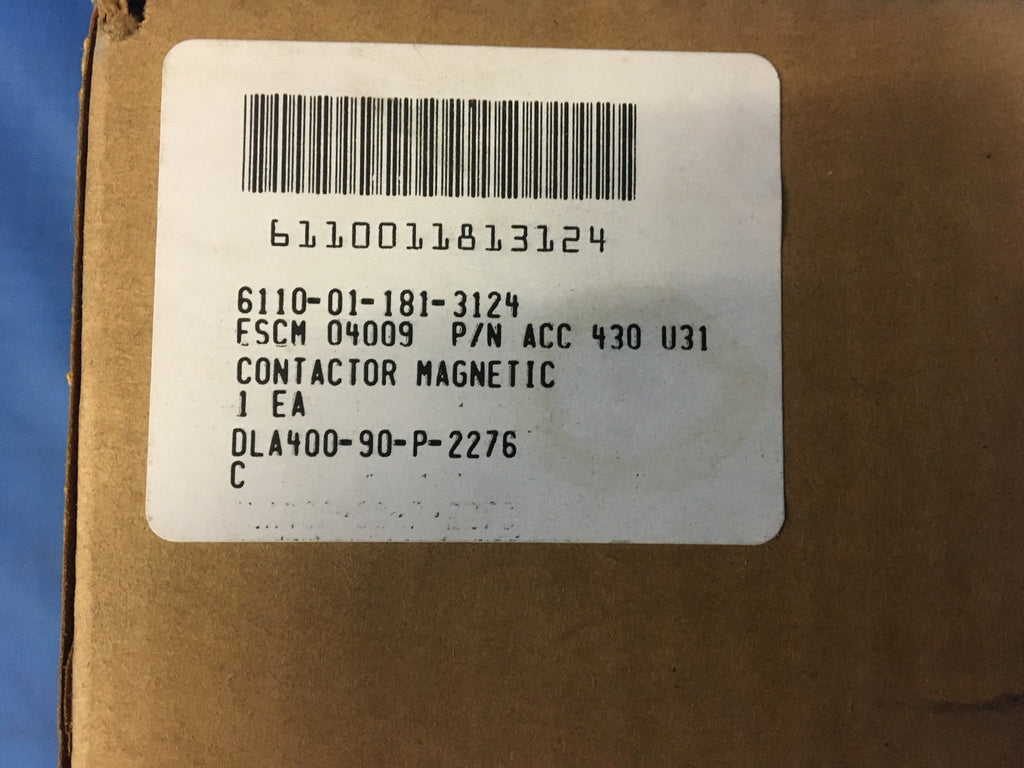 6110011813124
6110-01-181-3124
FSCM 04009 P/N ACC 430 U31
CONTACTOR MAGNETIC
1 EA
DLA400-90-P-2276
C